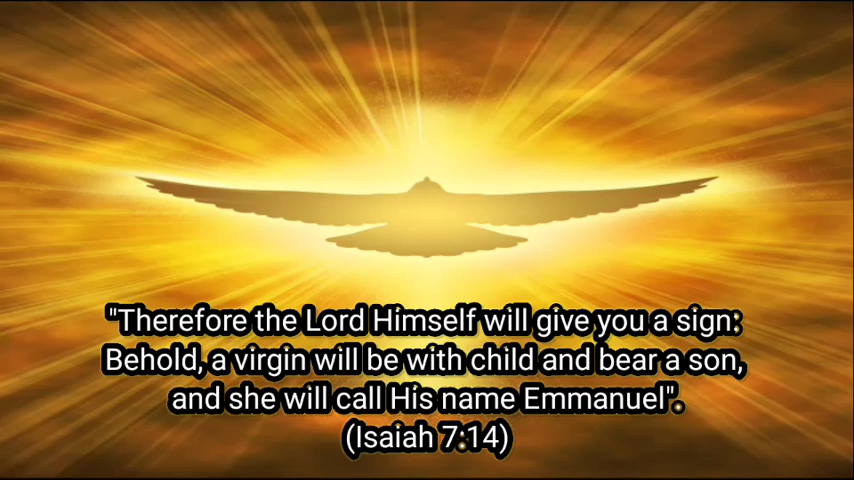 "Therefore the Lord Himself will give you a sign:
Behold, a virgin will be with child and bear a son,
and she will call His name Emmanuel".
(Isaiah 7:14)